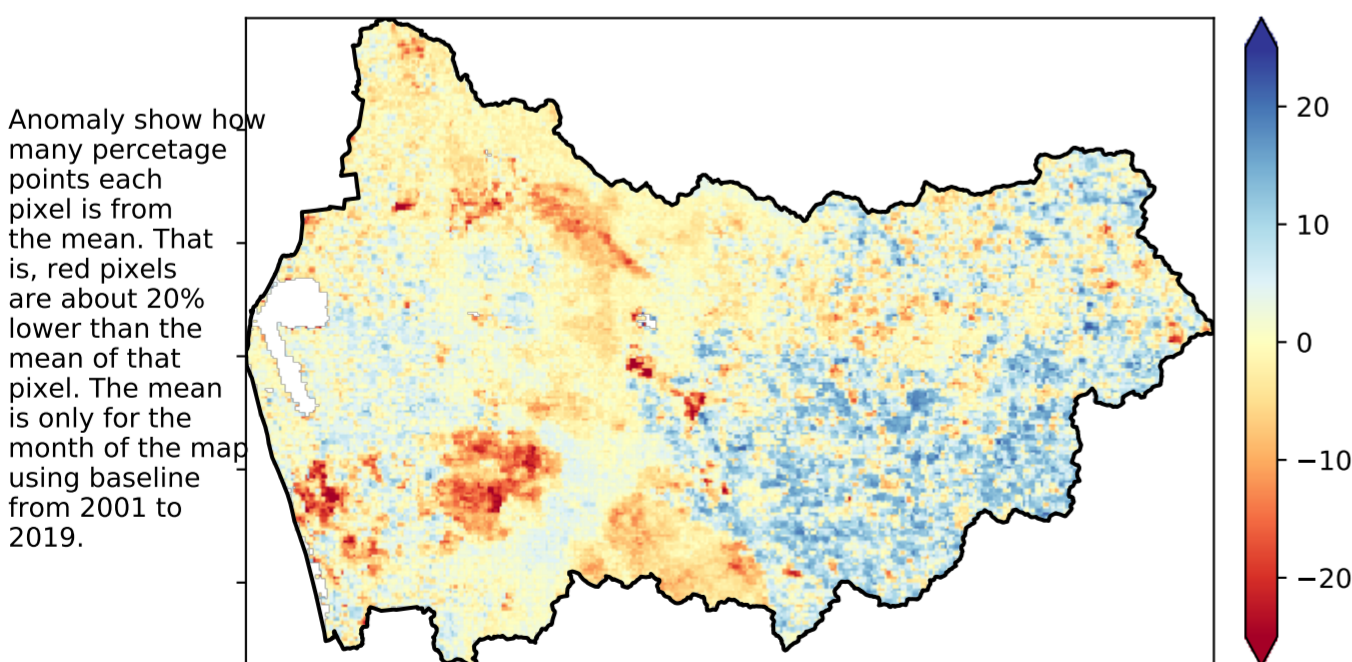 Anomaly show how
many percetage
points each
pixel is from
the mean. That
is, red pixels
are about 20%
lower than the
mean of that
pixel. The mean
is only for the
month of the map
using baseline
from 2001 to
2019.
20
10
0
−10
−20